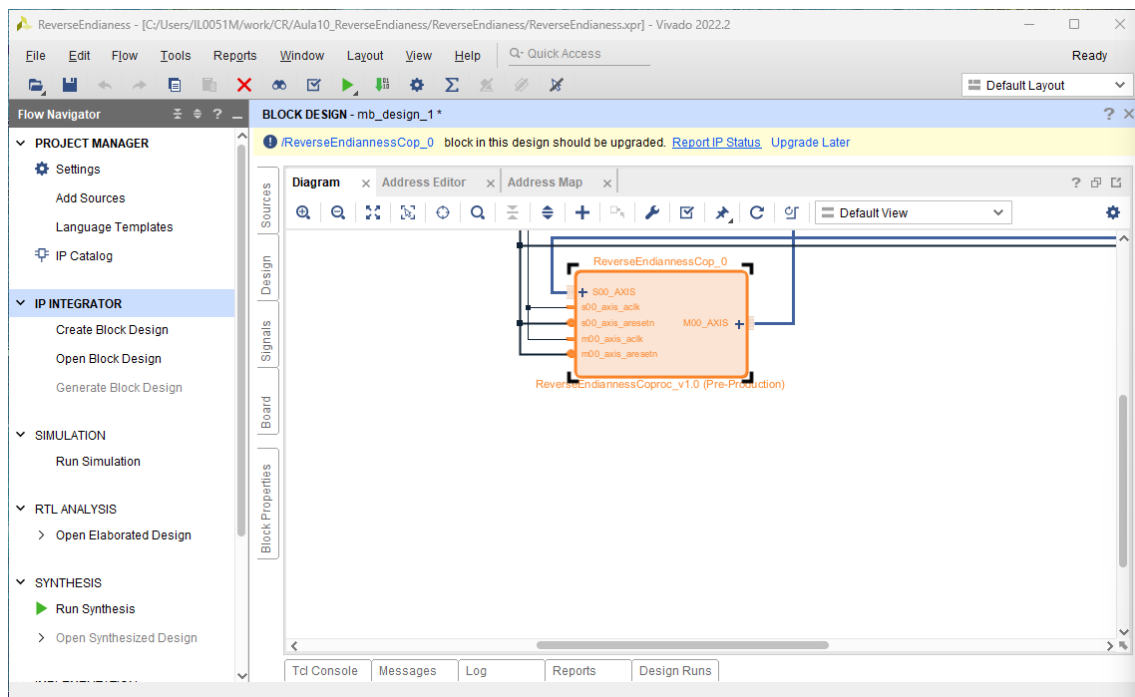 ReverseEndianess - [C:/Users/IL0051M/work/CR/Aula10_ReverseEndianess/ReverseEndianess/ReverseEndianess.xpr] - Vivado 2022.2
File Edit Flow Tools Reports Window Layout View Help Q- Quick Access Ready
Default Layout
Flow Navigator
PROJECT MANAGER
Settings
Add Sources
Language Templates
IP Catalog
IP INTEGRATOR
Create Block Design
Open Block Design
Generate Block Design
SIMULATION
Run Simulation
RTL ANALYSIS
Open Elaborated Design
SYNTHESIS
Run Synthesis
Open Synthesized Design
BLOCK DESIGN - mb_design_1 *
/ReverseEndiannessCop_0 block in this design should be upgraded. Report IP Status Upgrade Later
Sources
Design
Signals
Board
Block Properties
Diagram Address Editor Address Map
Default View
ReverseEndiannessCop_0
S00_AXIS
s00_axis_aclk
s00_axis_aresetn M00_AXIS
m00_axis_aclk
m00_axis_aresetn
ReverseEndiannessCoproc_v1.0 (Pre-Production)
Tcl Console Messages Log Reports Design Runs